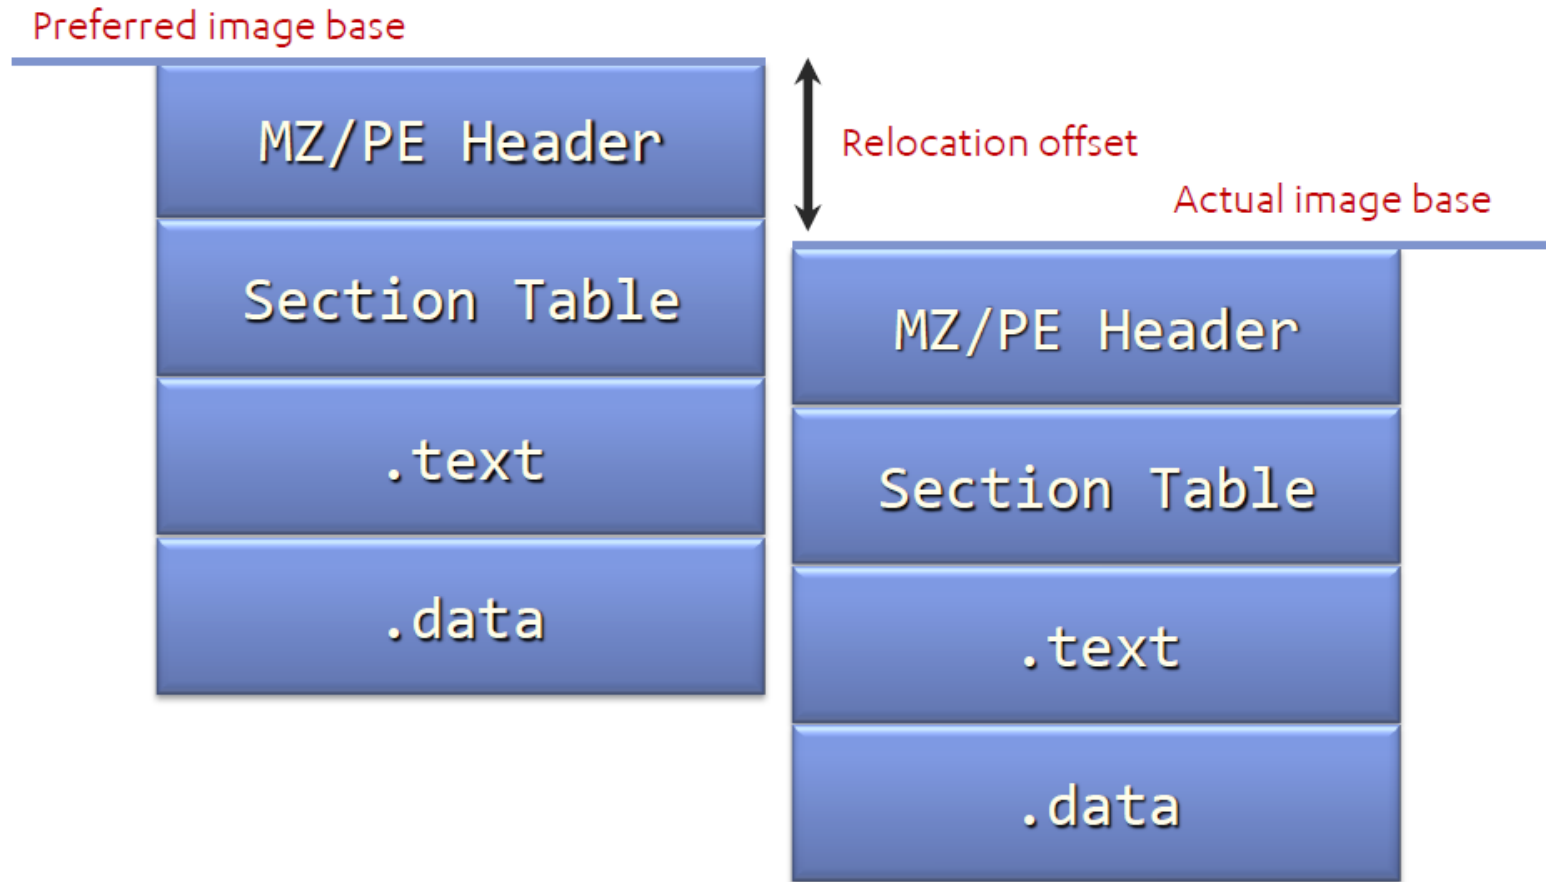 Preferred image base
MZ/PE Header
Section Table
.text
.data
Relocation offset
Actual image base
MZ/PE Header
Section Table
.text
.data